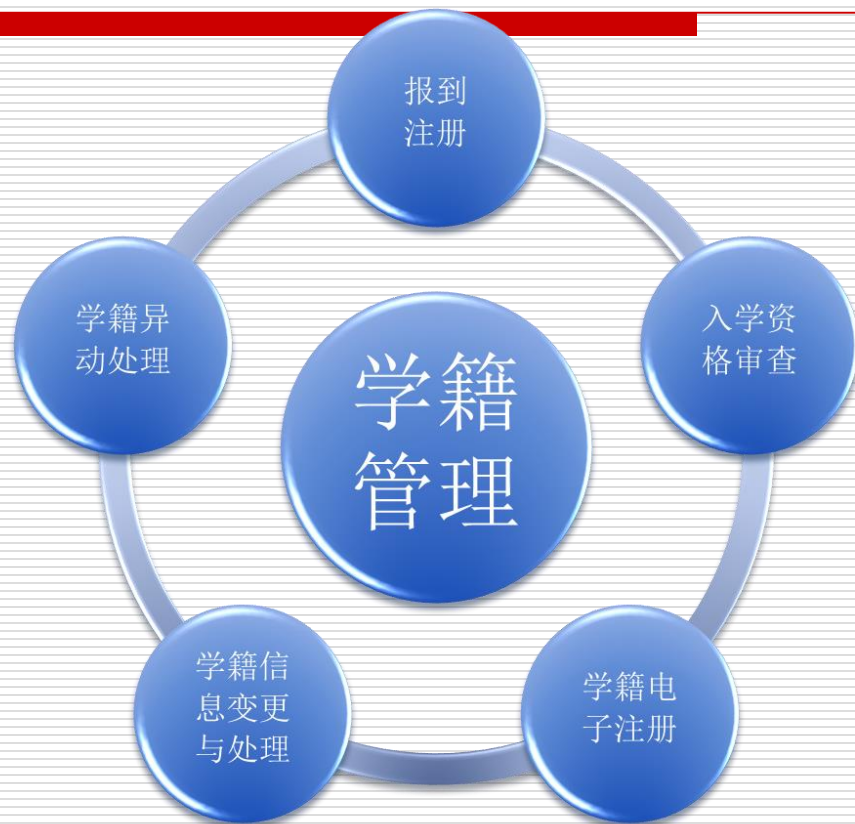 报到
注册
入学资
格审查
学籍电
子注册
学籍信
息变更
与处理
学籍异
动处理
学籍
管理